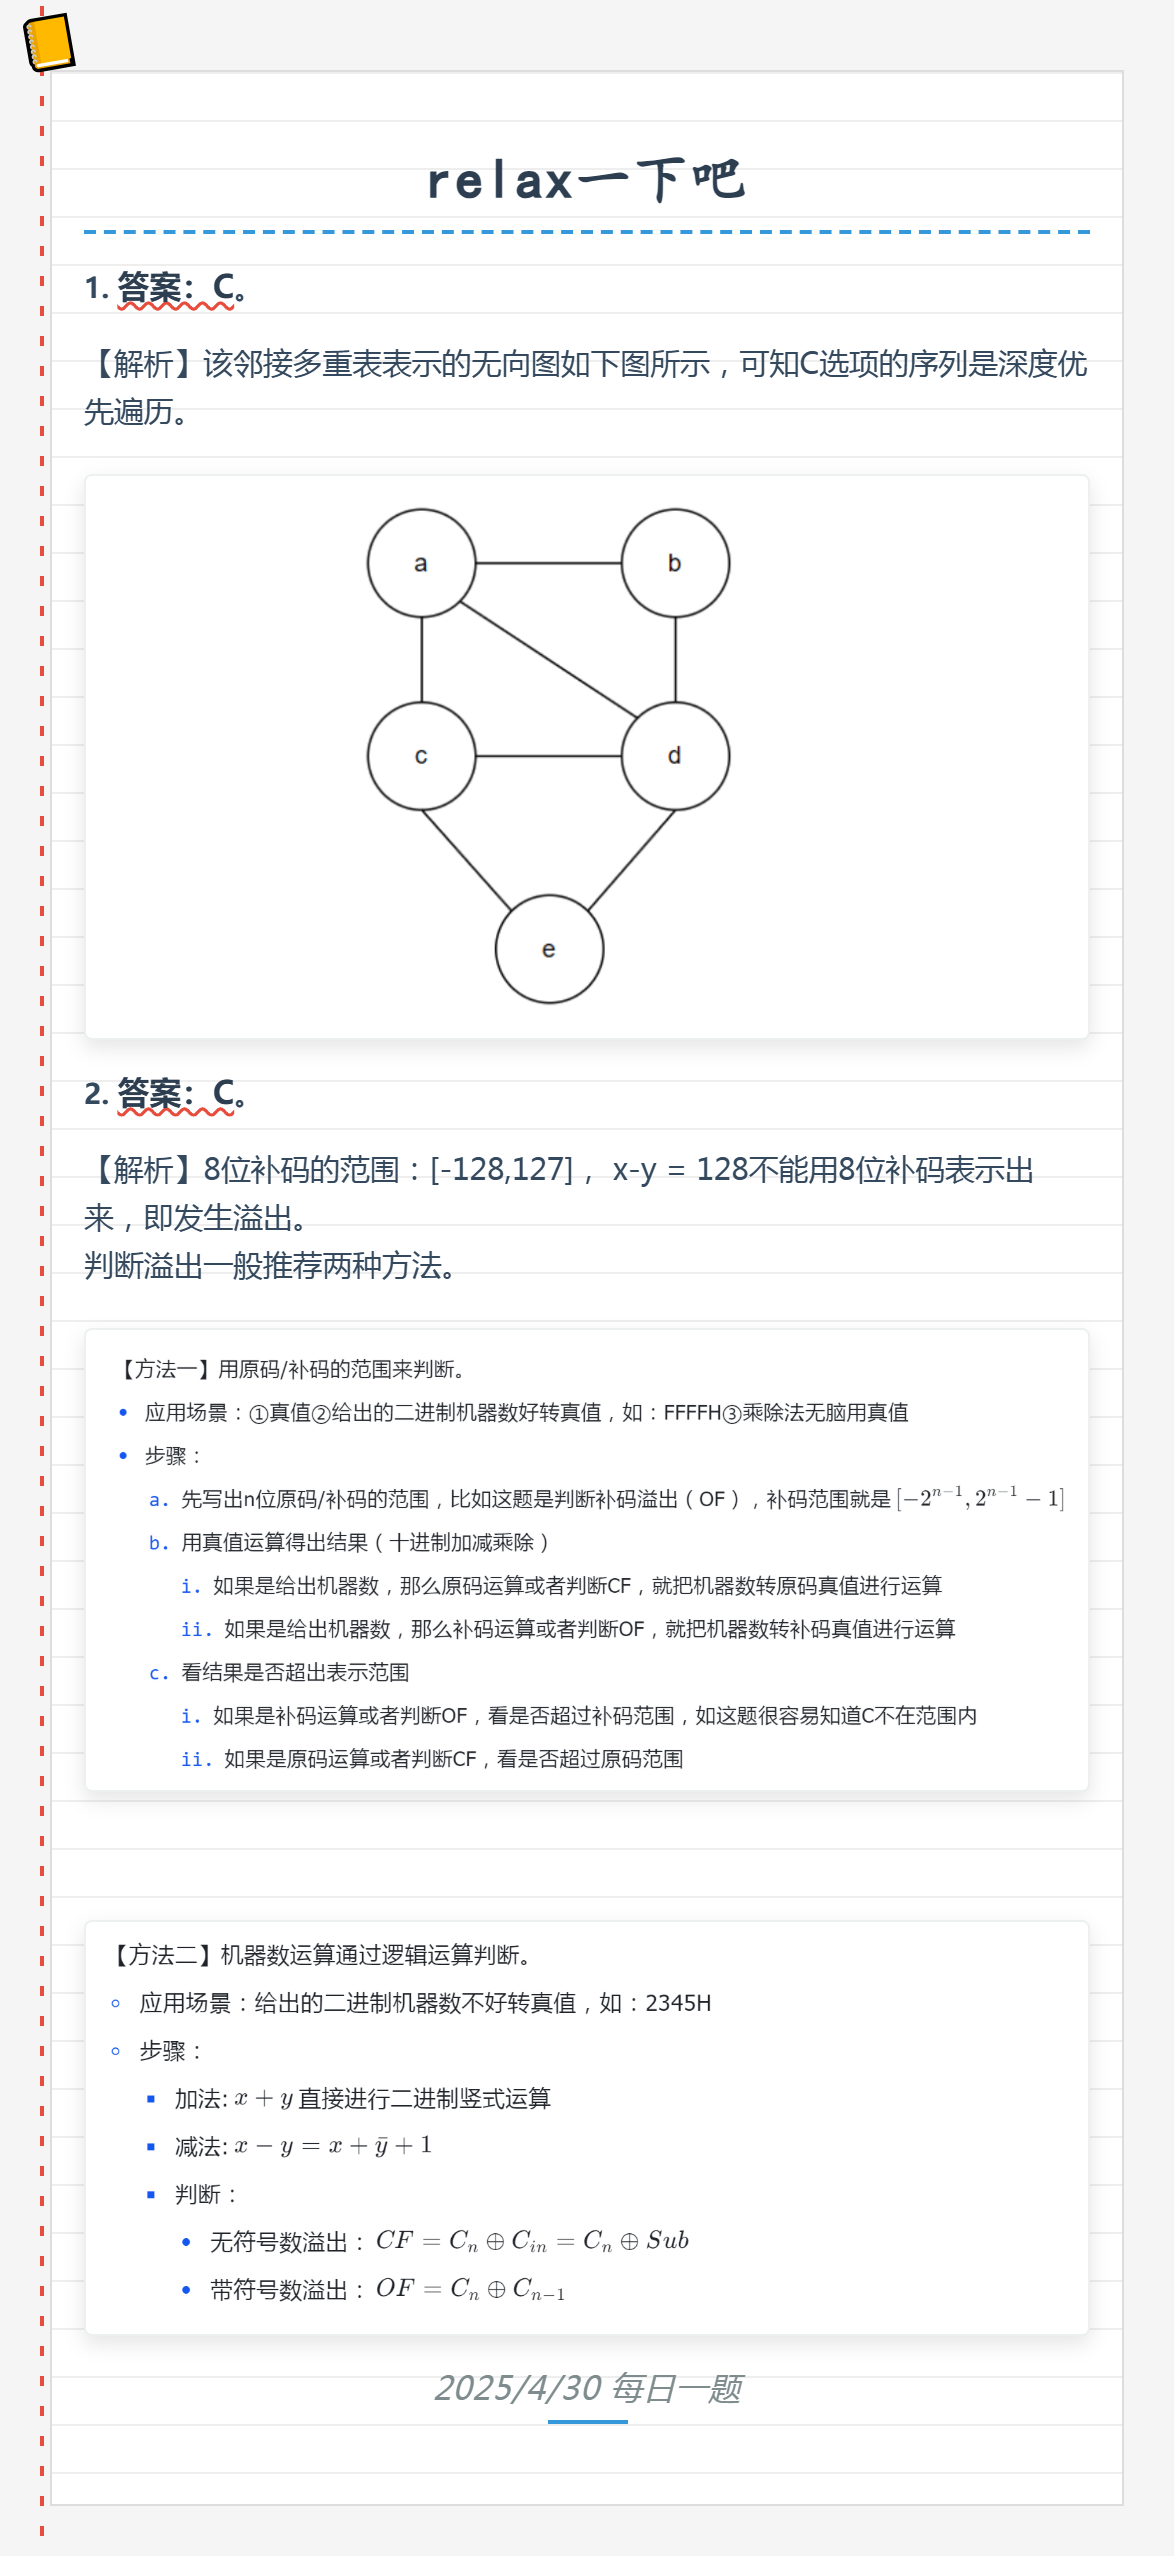 relax一下吧
1. 答案：C。
【解析】该邻接多重表表示的无向图如下图所示，可知C选项的序列是深度优
先遍历。
a
b
c
d
e
2. 答案：C。
【解析】8位补码的范围：[-128,127]， x-y = 128不能用8位补码表示出
来，即发生溢出。
判断溢出一般推荐两种方法。
【方法一】用原码/补码的范围来判断。
• 应用场景：①真值②给出的二进制机器数好转真值，如：FFFFH③乘除法无脑用真值
• 步骤：
a. 先写出n位原码/补码的范围，比如这题是判断补码溢出（OF），补码范围就是 $[-2^{n-1}, 2^{n-1} - 1]$
b. 用真值运算得出结果（十进制加减乘除）
i. 如果是给出机器数，那么原码运算或者判断CF，就把机器数转原码真值进行运算
ii. 如果是给出机器数，那么补码运算或者判断OF，就把机器数转补码真值进行运算
c. 看结果是否超出表示范围
i. 如果是补码运算或者判断OF，看是否超过补码范围，如这题很容易知道C不在范围内
ii. 如果是原码运算或者判断CF，看是否超过原码范围
【方法二】机器数运算通过逻辑运算判断。
◦ 应用场景：给出的二进制机器数不好转真值，如：2345H
◦ 步骤：
▪ 加法: $x + y$ 直接进行二进制竖式运算
▪ 减法: $x - y = x + \bar{y} + 1$
▪ 判断：
• 无符号数溢出： $CF = C_n \oplus C_{in} = C_n \oplus Sub$
• 带符号数溢出： $OF = C_n \oplus C_{n-1}$
2025/4/30 每日一题